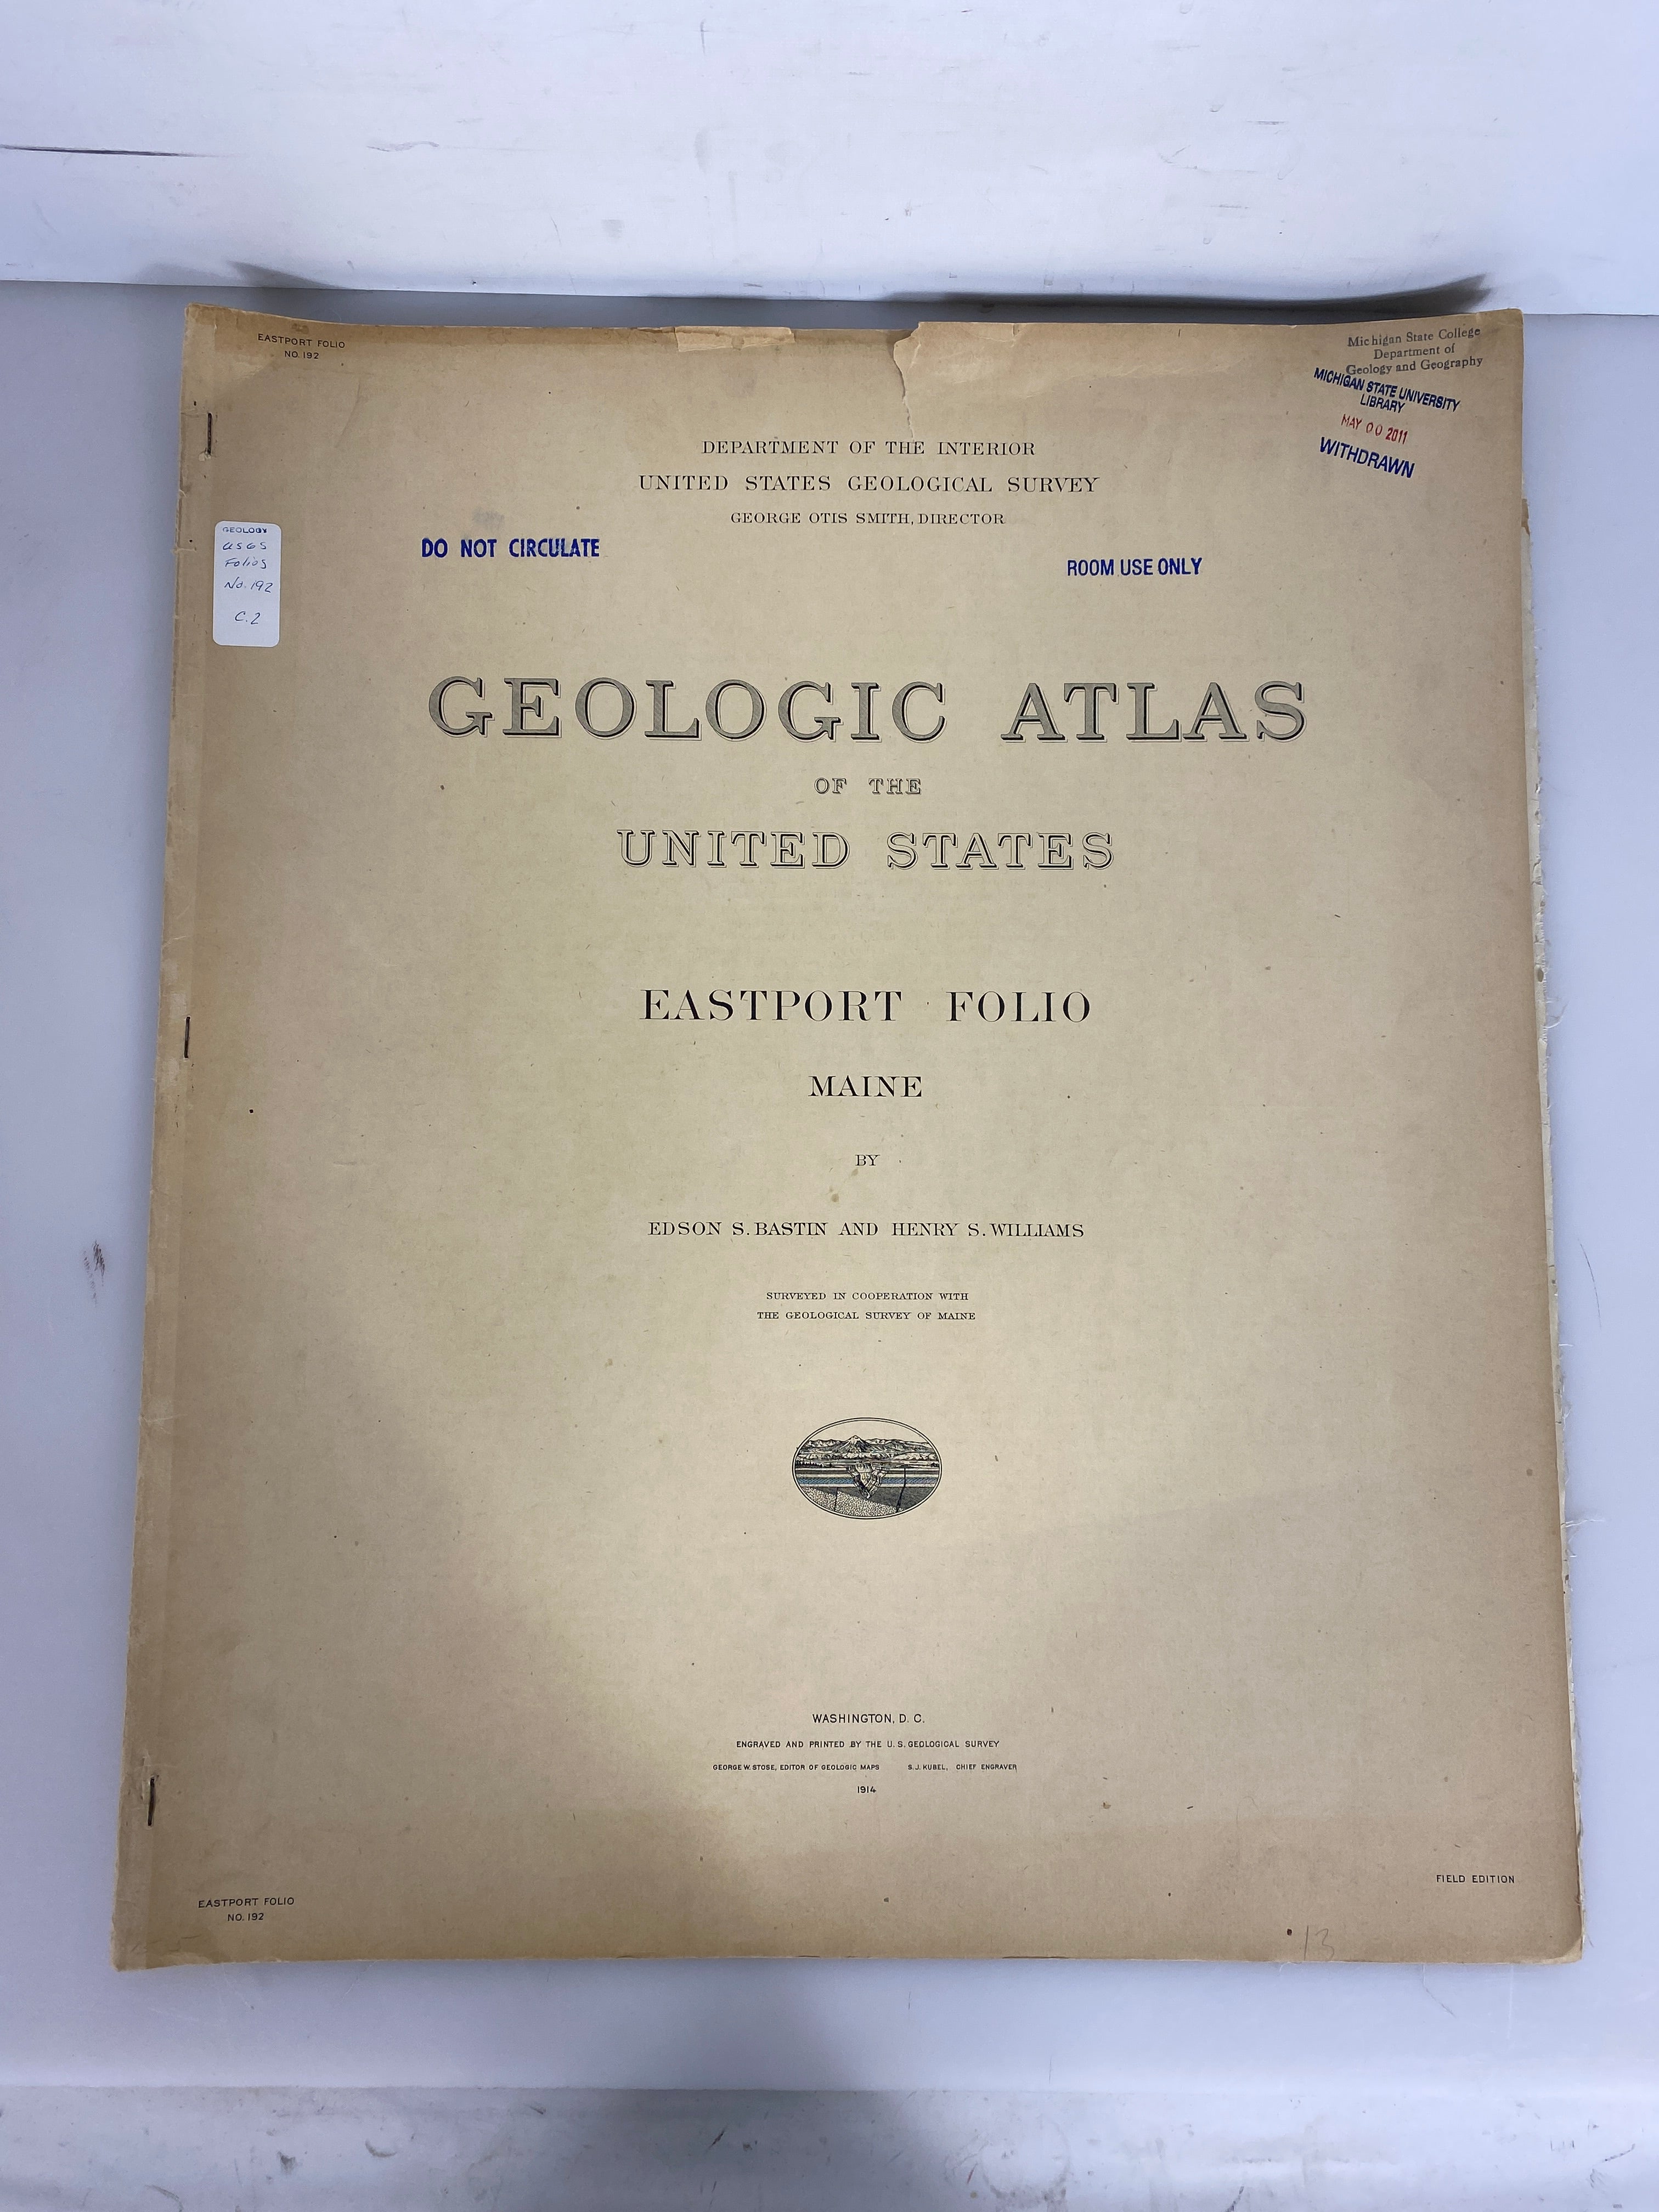 EASTPORT FOLIO
NO. 192
Michigan State College
Department of
Geology and Geography
MICHIGAN STATE UNIVERSITY
LIBRARY
MAY 00 2011
WITHDRAWN
DEPARTMENT OF THE INTERIOR
UNITED STATES GEOLOGICAL SURVEY
GEORGE OTIS SMITH, DIRECTOR
DO NOT CIRCULATE
ROOM USE ONLY
GEOLOGY
USGS
Folios
No. 192
C.2
GEOLOGIC ATLAS
OF THE
UNITED STATES
EASTPORT FOLIO
MAINE
BY
EDSON S. BASTIN AND HENRY S. WILLIAMS
SURVEYED IN COOPERATION WITH
THE GEOLOGICAL SURVEY OF MAINE
WASHINGTON, D. C.
ENGRAVED AND PRINTED BY THE U. S. GEOLOGICAL SURVEY
GEORGE W. STOSE, EDITOR OF GEOLOGIC MAPS S. J. KUBEL, CHIEF ENGRAVER
1914
FIELD EDITION
EASTPORT FOLIO
NO. 192
13